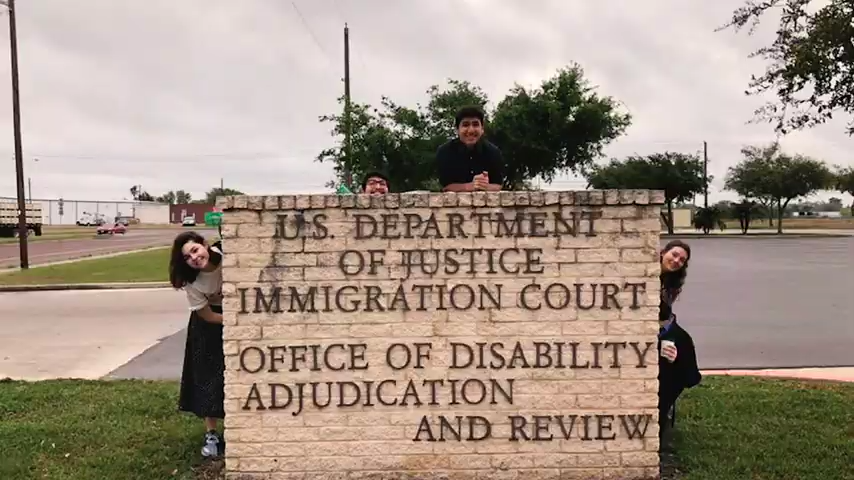 U.S. DEPARTMENT
OF JUSTICE
IMMIGRATION COURT
OFFICE OF DISABILITY
ADJUDICATION
AND REVIEW